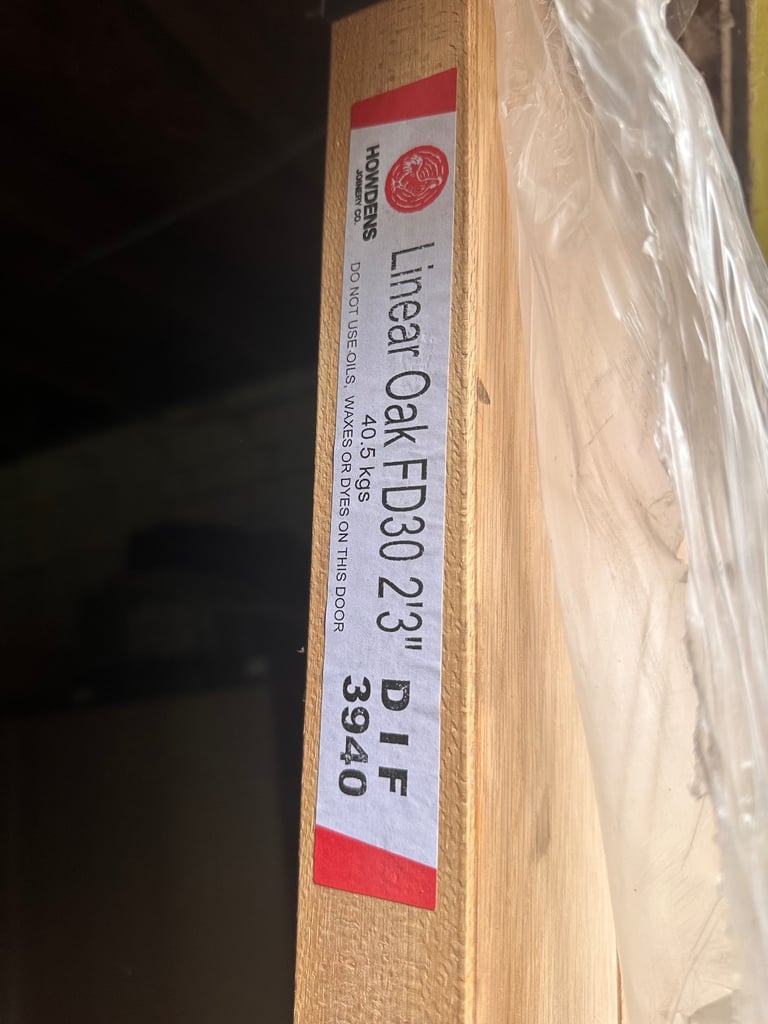 HOWDENS
JOINERY CO.
Linear Oak FD30 2'3"
40.5 kgs
DO NOT USE OILS, WAXES OR DYES ON THIS DOOR
DIF
3940